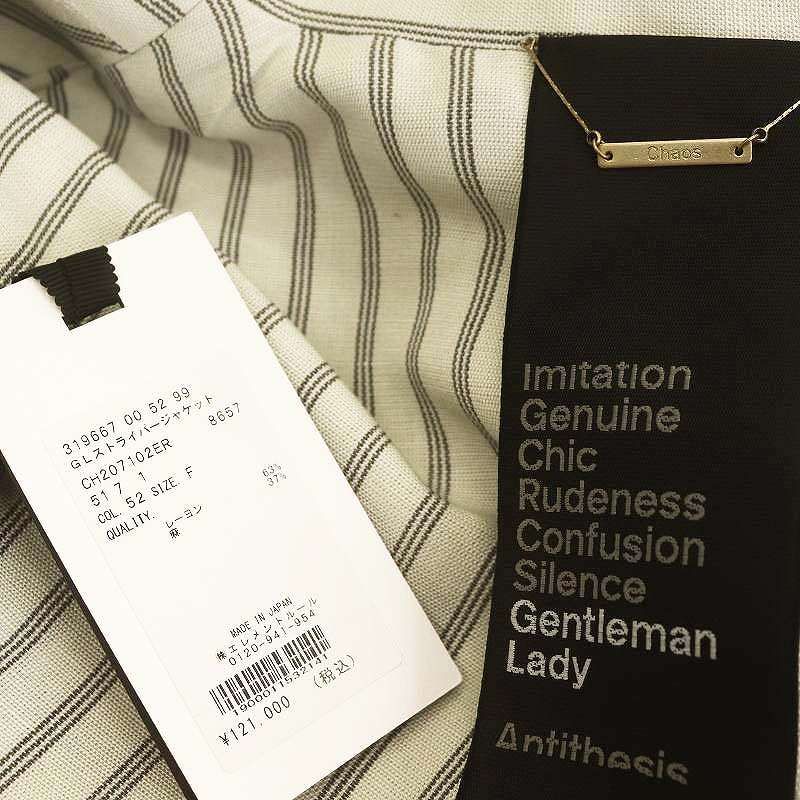 319667 00 52 99
GLストライパージャケット
CH207102ER 8657
51 7 1
COL. 52 SIZE. F
QUALITY.
レーヨン 63%
麻 37%
MADE IN JAPAN
㈱エレメントルール
0120-941-954
1900011532141
¥121.000 (税込)
Chaos
Imitation
Genuine
Chic
Rudeness
Confusion
Silence
Gentleman
Lady
Antithesis